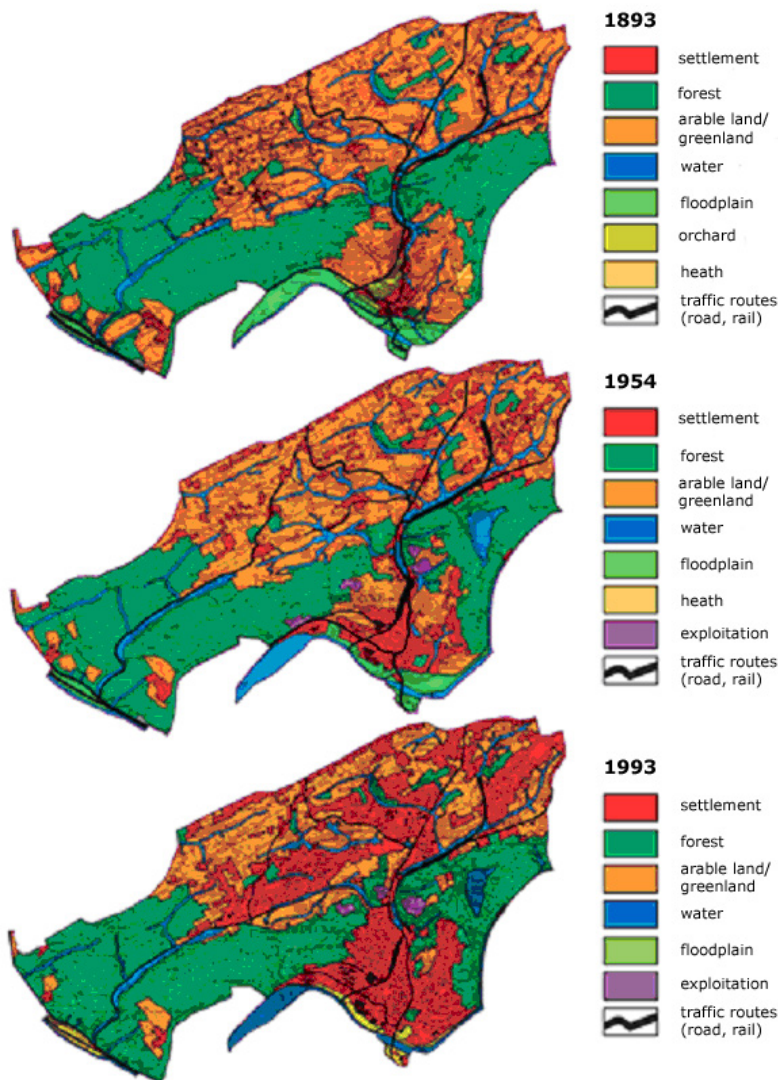 1893
settlement
forest
arable land/
greenland
water
floodplain
orchard
heath
traffic routes
(road, rail)
1954
settlement
forest
arable land/
greenland
water
floodplain
heath
exploitation
traffic routes
(road, rail)
1993
settlement
forest
arable land/
greenland
water
floodplain
exploitation
traffic routes
(road, rail)